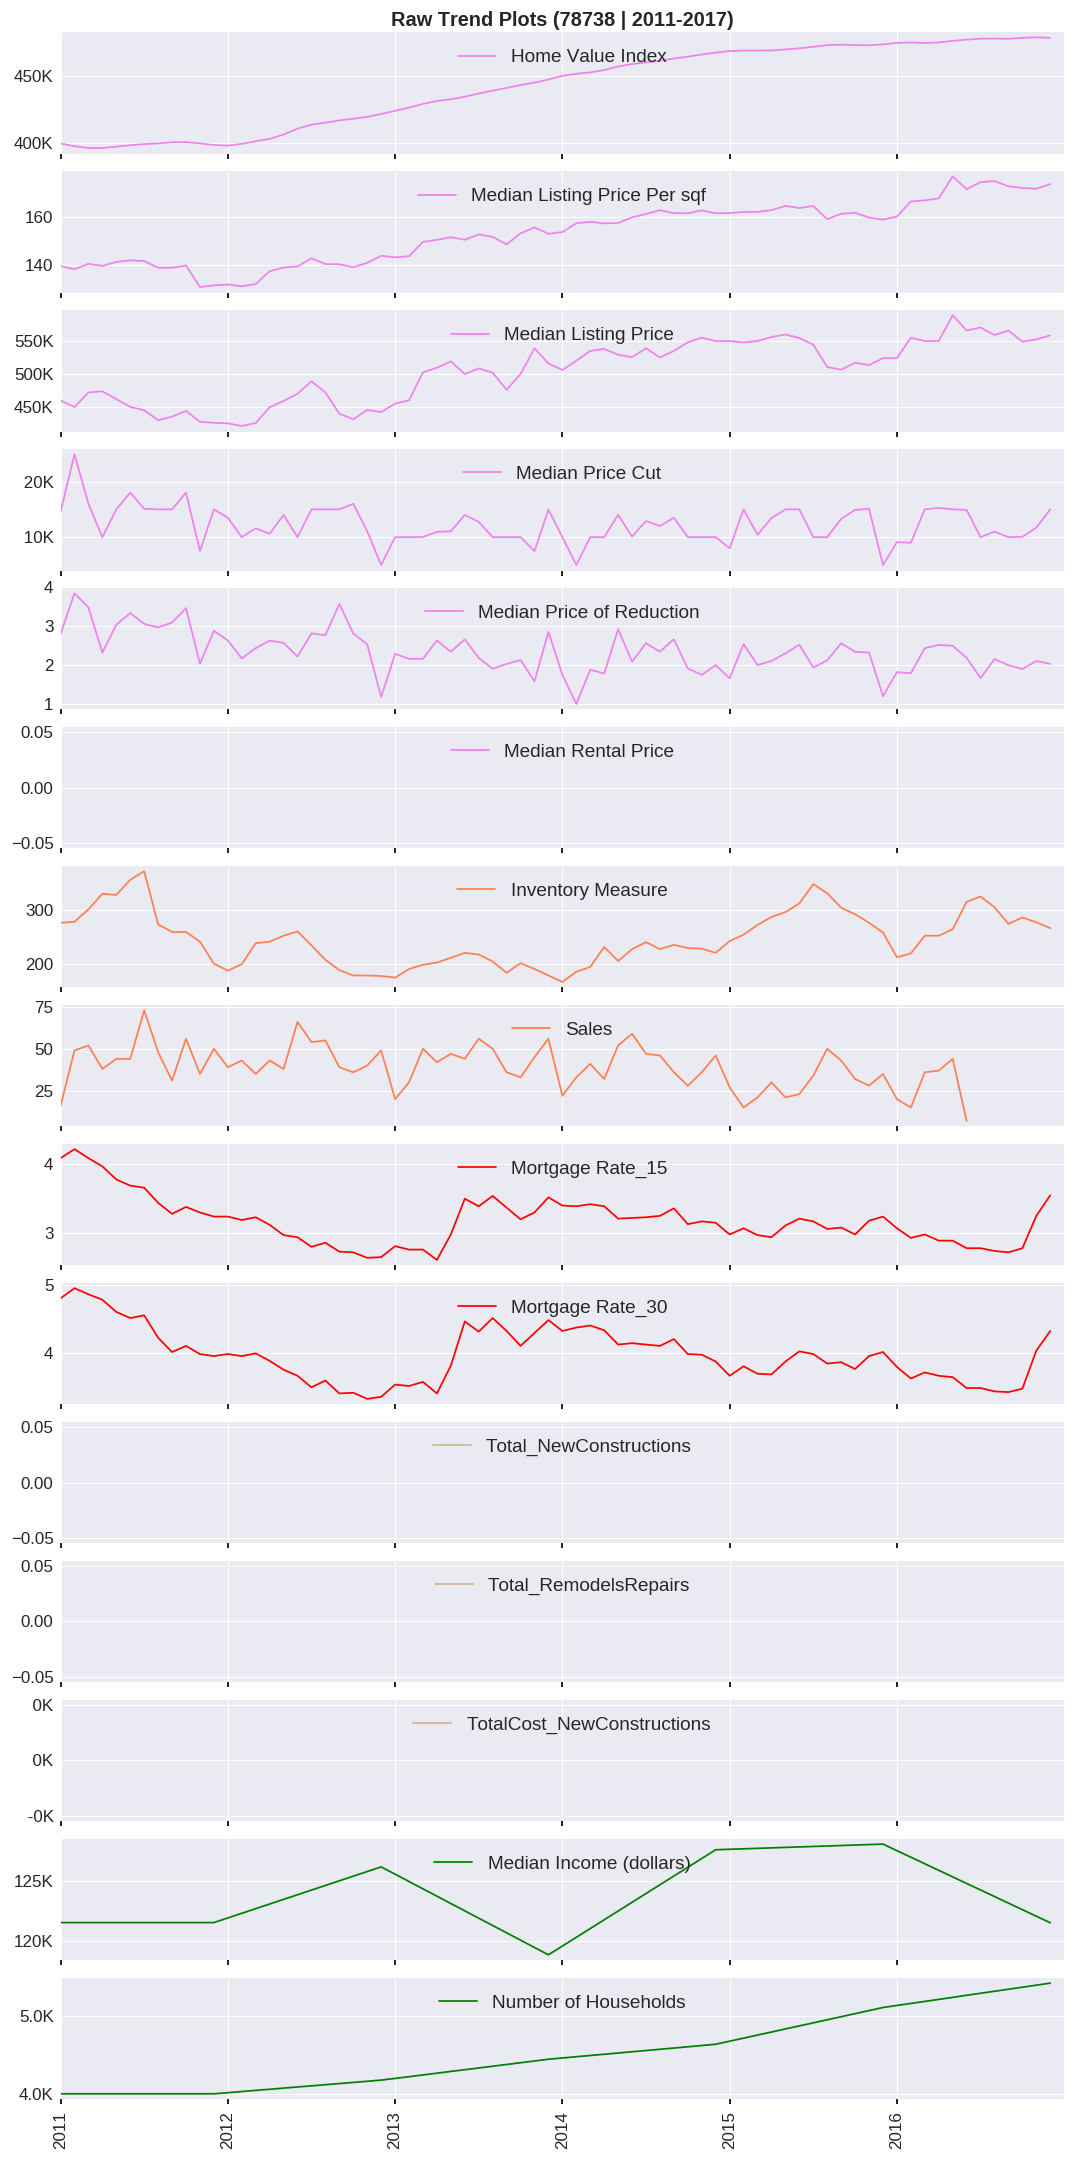 Raw Trend Plots (78738 | 2011-2017)
Home Value Index
450K
400K
Median Listing Price Per sqf
160
140
Median Listing Price
550K
500K
450K
Median Price Cut
20K
10K
4
Median Price of Reduction
3
2
1
0.05
Median Rental Price
0.00
−0.05
Inventory Measure
300
200
75
Sales
50
25
4
Mortgage Rate_15
3
5
Mortgage Rate_30
4
0.05
Total_NewConstructions
0.00
−0.05
0.05
Total_RemodelsRepairs
0.00
−0.05
0K
TotalCost_NewConstructions
0K
-0K
Median Income (dollars)
125K
120K
Number of Households
5.0K
4.0K
2011 2012 2013 2014 2015 2016